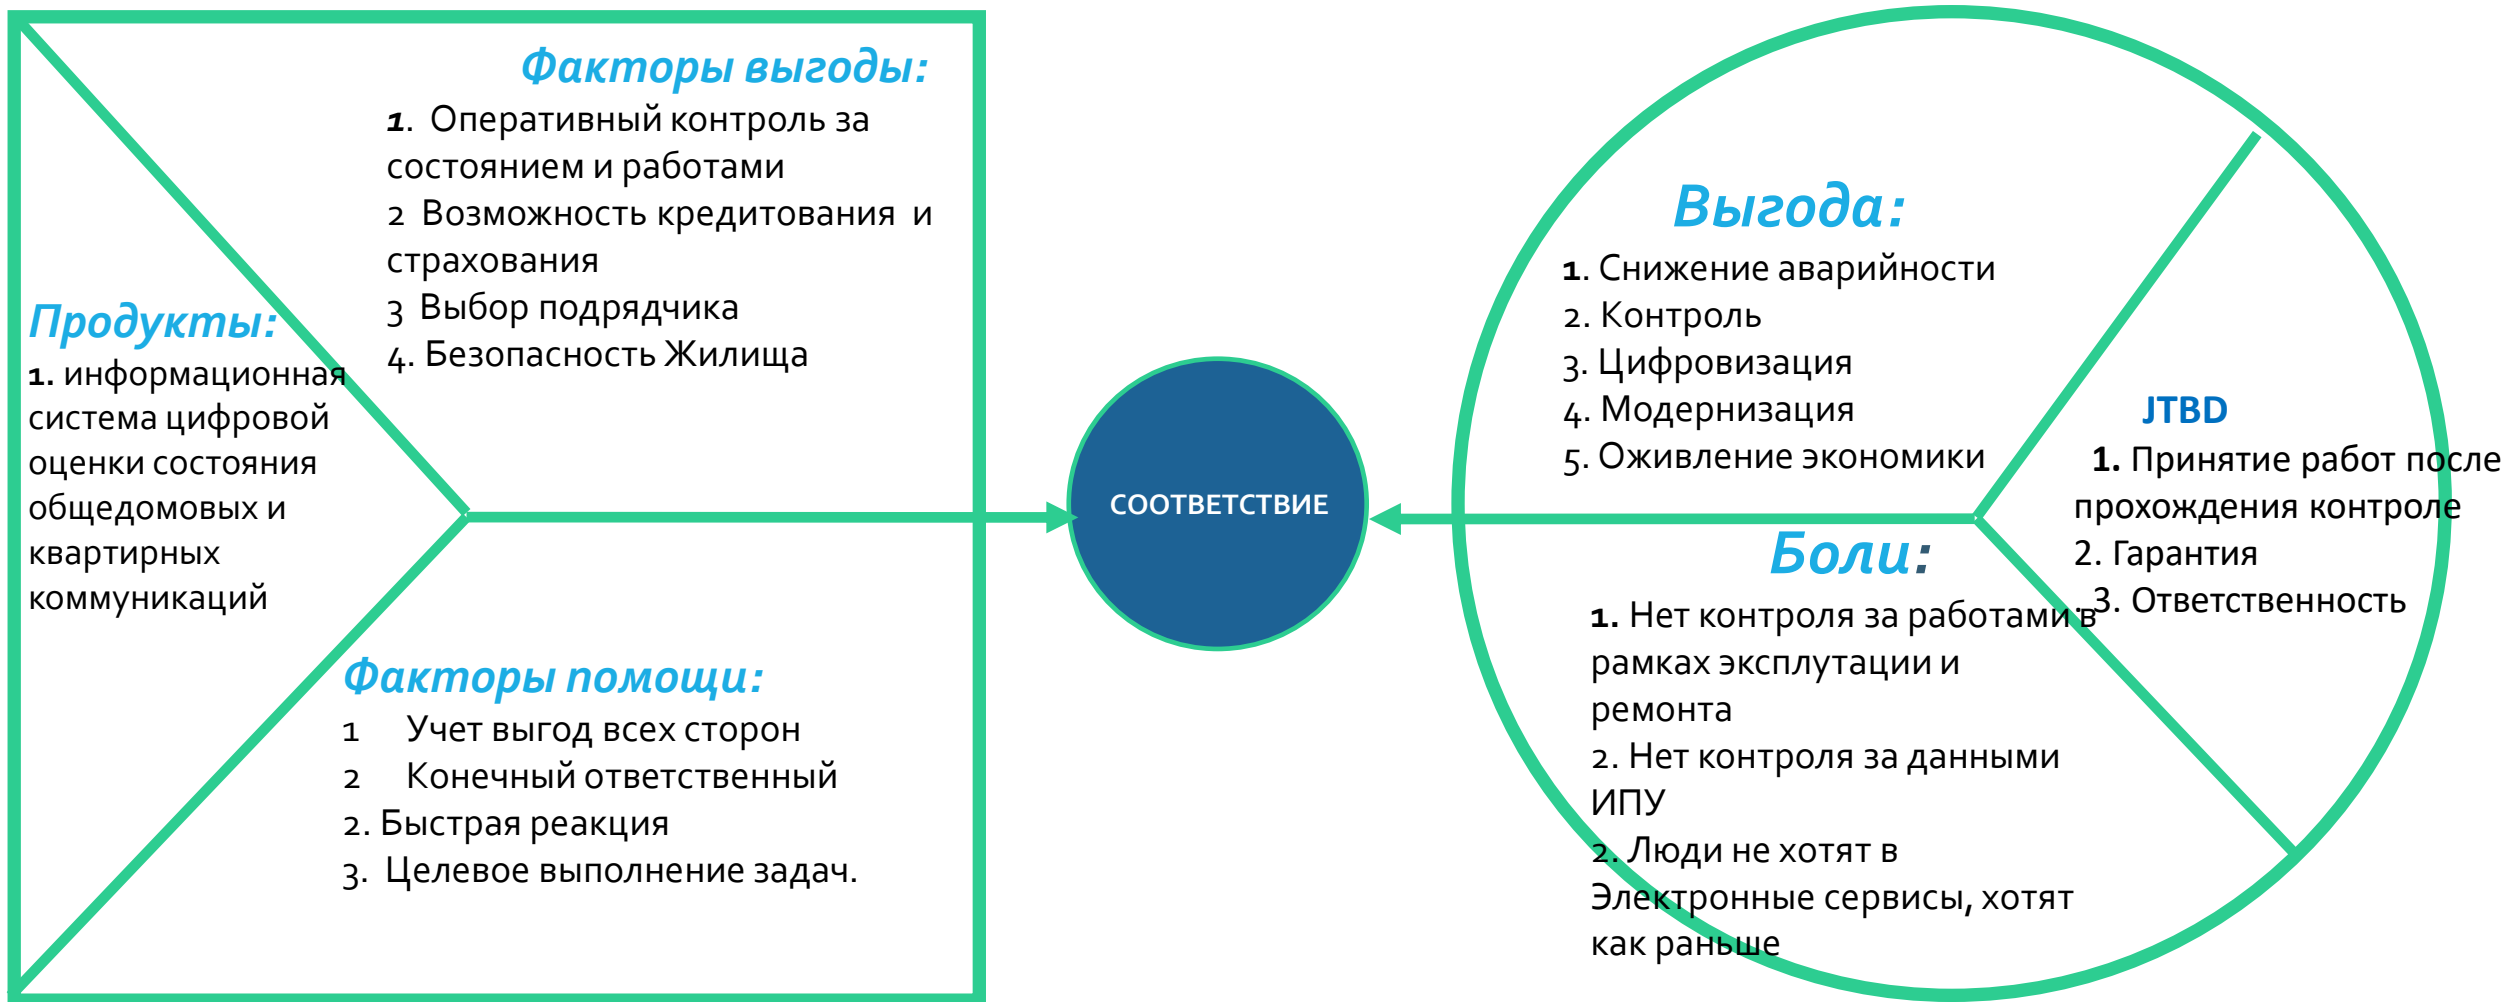 Факторы выгоды:
1. Оперативный контроль за
состоянием и работами
2 Возможность кредитования и
страхования
3 Выбор подрядчика
4. Безопасность Жилища
Продукты:
1. информационная
система цифровой
оценки состояния
общедомовых и
квартирных
коммуникаций
Факторы помощи:
1 Учет выгод всех сторон
2 Конечный ответственный
2. Быстрая реакция
3. Целевое выполнение задач.
СООТВЕТСТВИЕ
Выгода:
1. Снижение аварийности
2. Контроль
3. Цифровизация
4. Модернизация
5. Оживление экономики
Боли:
1. Нет контроля за работами в
рамках эксплутации и
ремонта
2. Нет контроля за данными
ИПУ
2. Люди не хотят в
Электронные сервисы, хотят
как раньше
JTBD
1. Принятие работ после
прохождения контроле
2. Гарантия
. 3. Ответственность